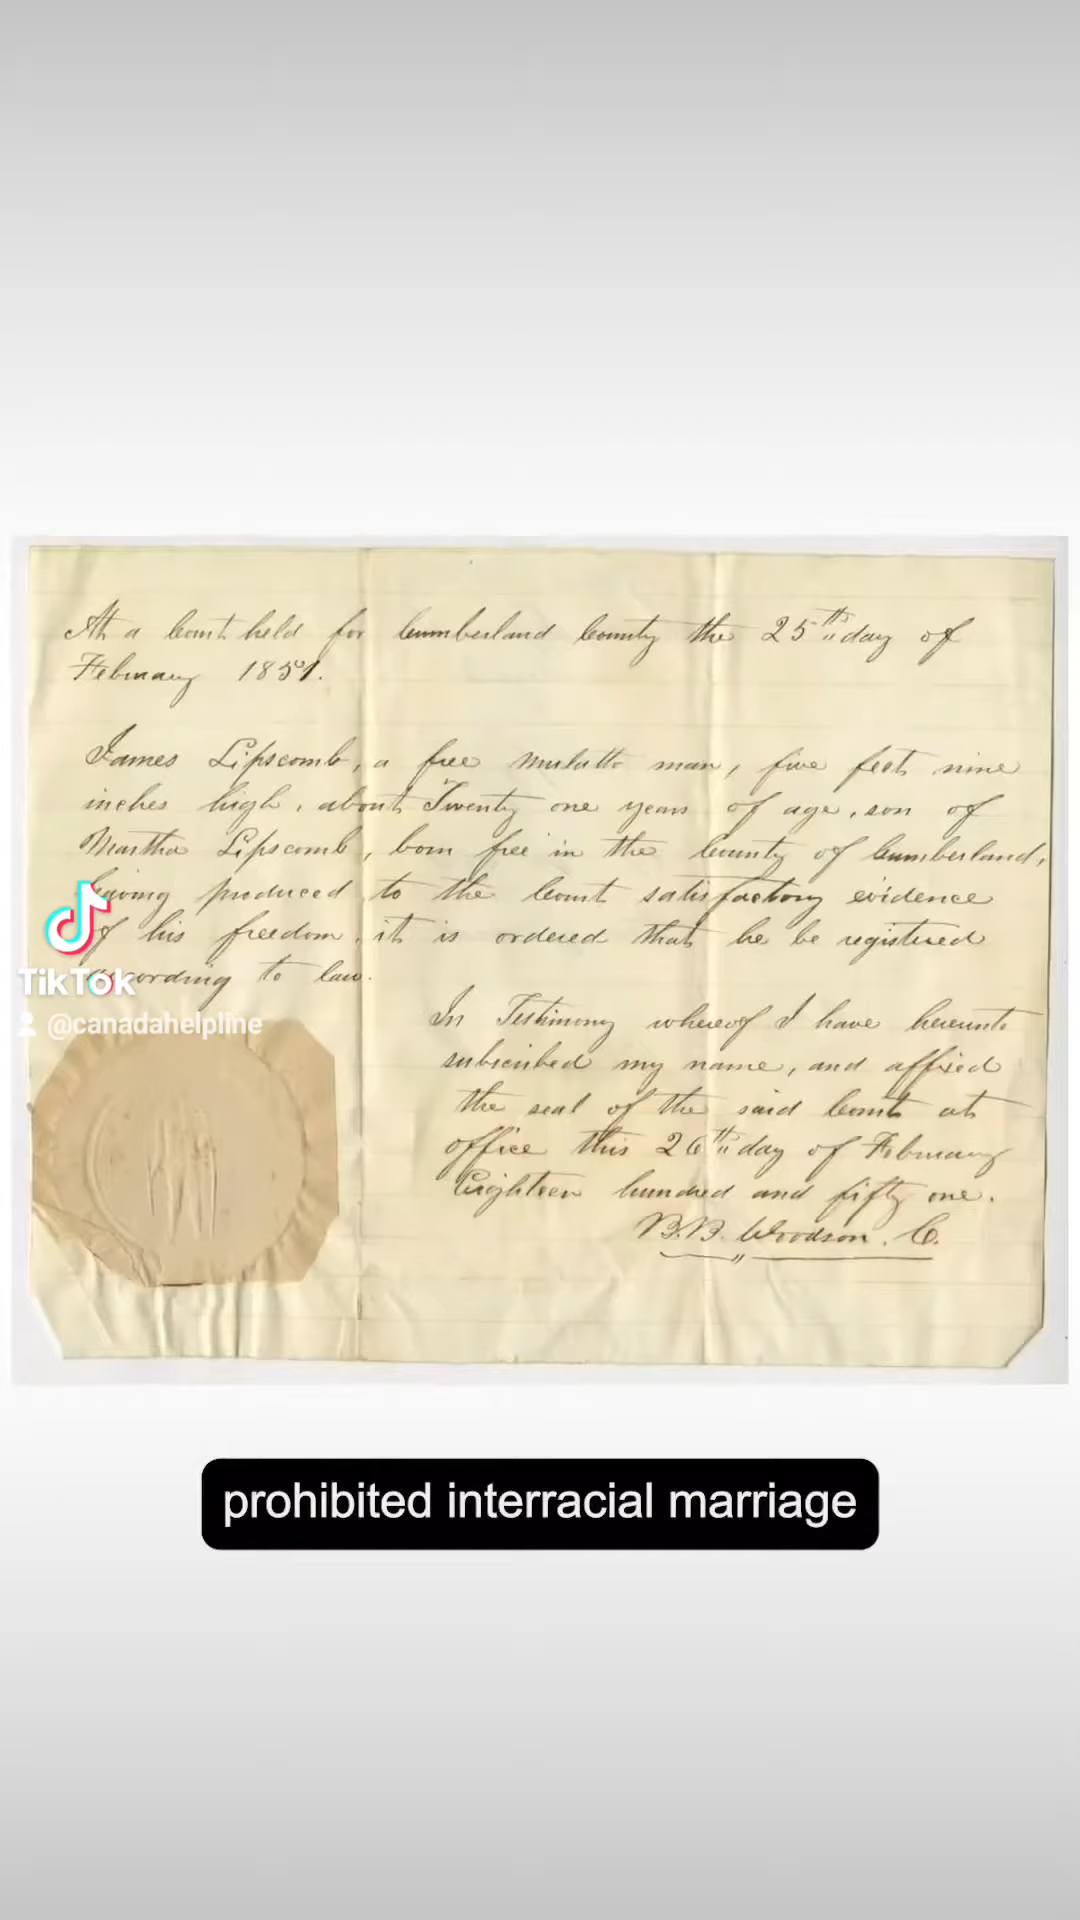 At a Court held for Cumberland County the 25th day of
February 1851.
James Lipscomb, a free mulatto man, five feet nine
inches high, about Twenty one years of age, son of
Martha Lipscomb, born free in the County of Cumberland,
having produced to the Court satisfactory evidence
of his freedom, it is ordered that he be registered
according to law.
TikTok
@canadahelpline
In Testimony whereof I have hereunto
subscribed my name, and affixed
the seal of the said Court at
office this 26th day of February
Eighteen hundred and fifty one.
B.B. Woodson. C.
prohibited interracial marriage